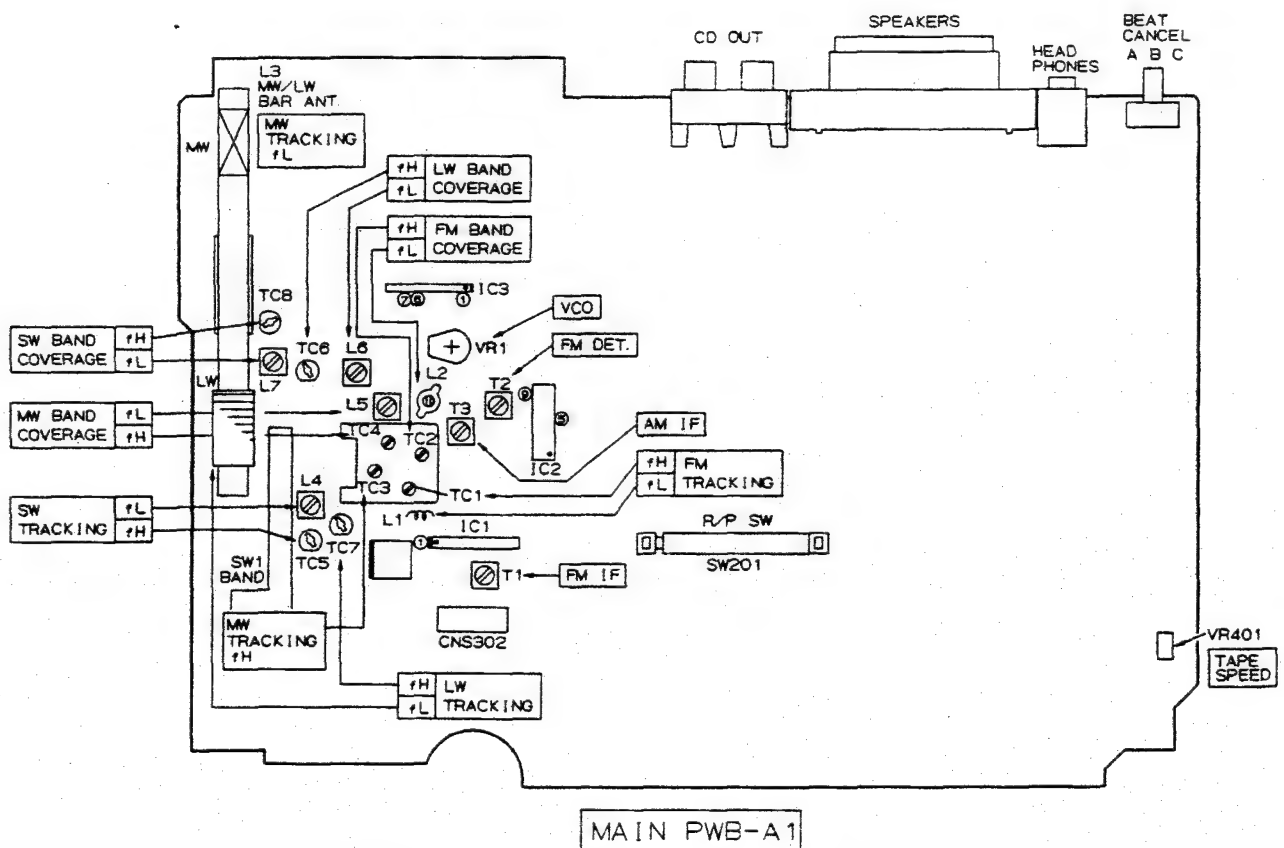 SPEAKERS
BEAT
CANCEL
A B C
CD OUT
HEAD
PHONES
L3
MW/LW
BAR ANT.
MW
TRACKING
fL
MW
fH LW BAND
fL COVERAGE
fH FM BAND
fL COVERAGE
IC3
TC8
VCO
SW BAND fH
COVERAGE fL
TC6
L6
VR1
FM DET.
L7
LW
L2
T2
L5
T3
MW BAND fL
COVERAGE fH
TC4
TC2
AM IF
IC2
fH FM
fL TRACKING
TC3
TC1
L4
SW fL
TRACKING fH
L1
IC1
R/P SW
TC7
TC5
SW201
SW1
BAND
T1
FM IF
MW
TRACKING
fH
CNS302
VR401
TAPE
SPEED
fH LW
fL TRACKING
MAIN PWB-A1